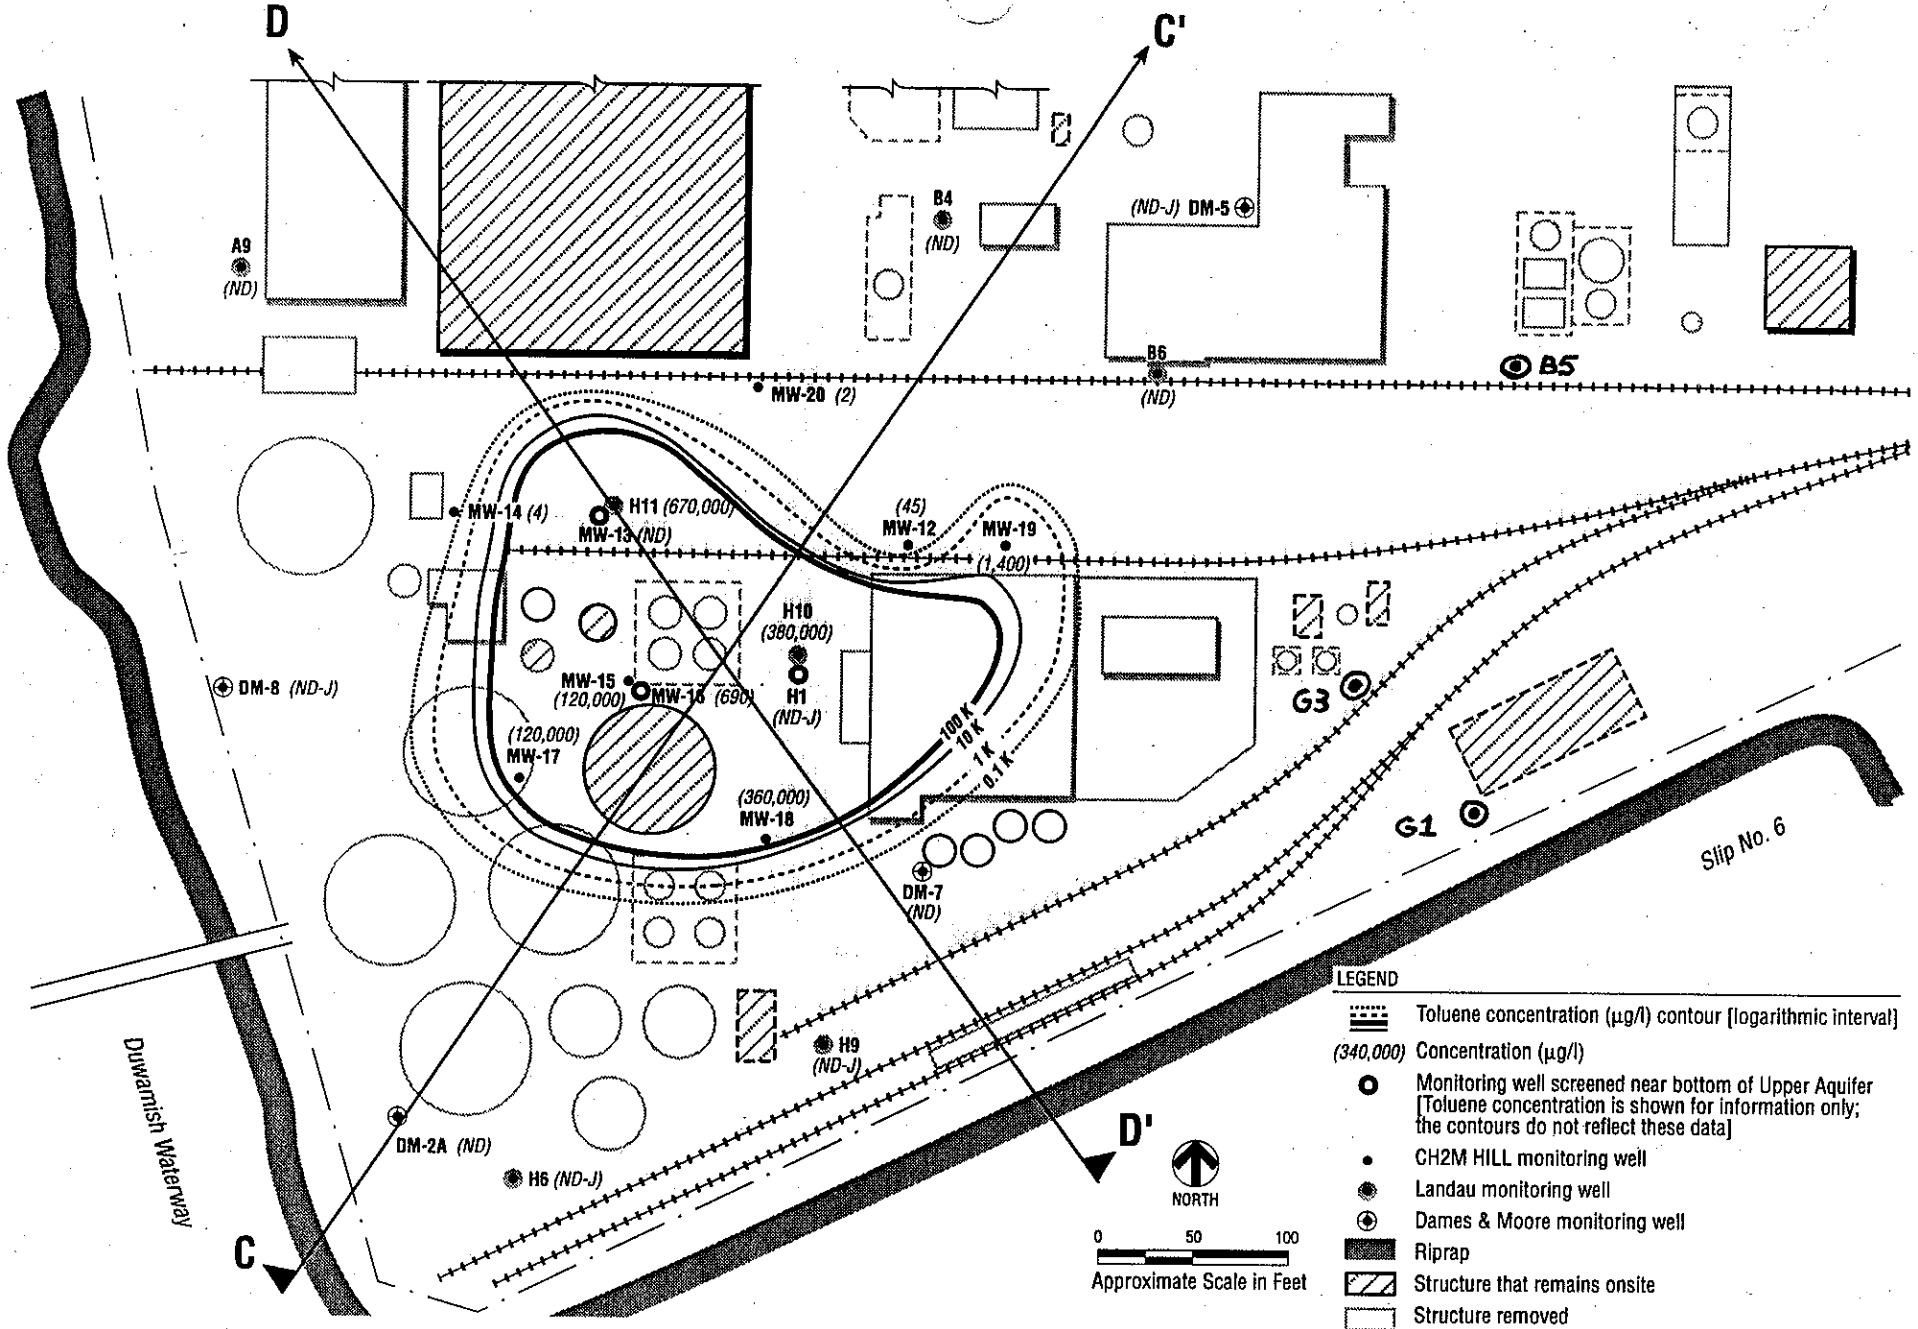 D
C'
B4
(ND)
(ND-J) DM-5
A9
(ND)
B6
(ND)
B5
MW-20 (2)
H11 (670,000)
MW-14 (4)
MW-13 (ND)
(45)
MW-12
MW-19
(1,400)
H10
(380,000)
MW-15
(120,000)
MW-16 (690)
H1
(ND-J)
DM-8 (ND-J)
G3
(120,000)
MW-17
100 K
10 K
1 K
0.1 K
(360,000)
MW-18
G1
Slip No. 6
DM-7
(ND)
H9
(ND-J)
Duwamish Waterway
DM-2A (ND)
H6 (ND-J)
D'
C
NORTH
0 50 100
Approximate Scale in Feet
LEGEND
Toluene concentration (µg/l) contour [logarithmic interval]
(340,000) Concentration (µg/l)
Monitoring well screened near bottom of Upper Aquifer
[Toluene concentration is shown for information only;
the contours do not reflect these data]
CH2M HILL monitoring well
Landau monitoring well
Dames & Moore monitoring well
Riprap
Structure that remains onsite
Structure removed